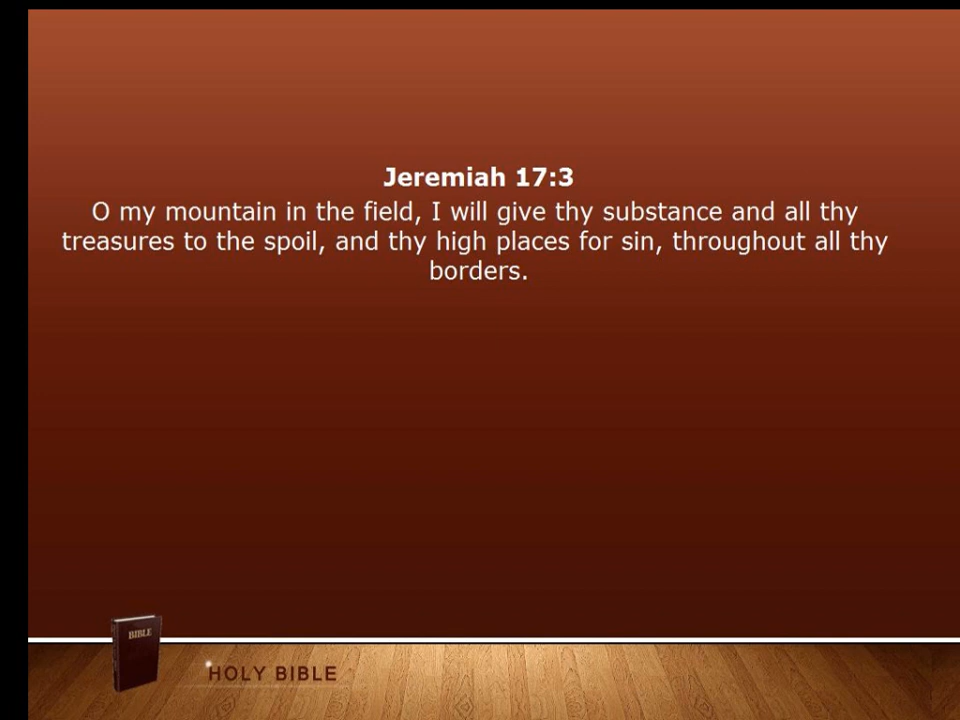 Jeremiah 17:3
O my mountain in the field, I will give thy substance and all thy
treasures to the spoil, and thy high places for sin, throughout all thy
borders.
BIBLE
HOLY BIBLE